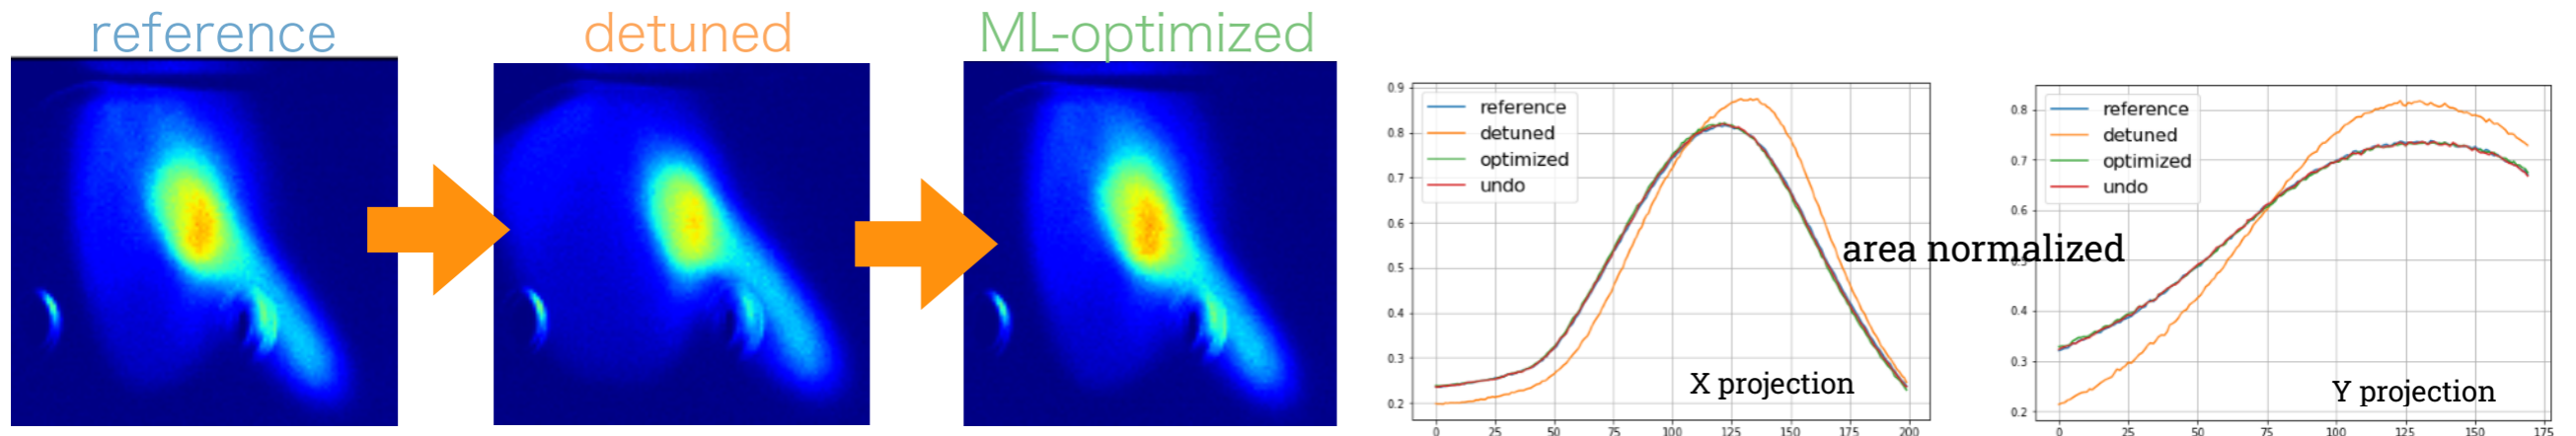 reference
detuned
ML-optimized
0.9
0.8
0.7
0.6
0.5
0.4
0.3
0.2
reference
detuned
optimized
undo
X projection
0 25 50 75 100 125 150 175 200
area normalized
0.8
0.7
0.6
0.5
0.4
0.3
0.2
reference
detuned
optimized
undo
Y projection
0 25 50 75 100 125 150 175